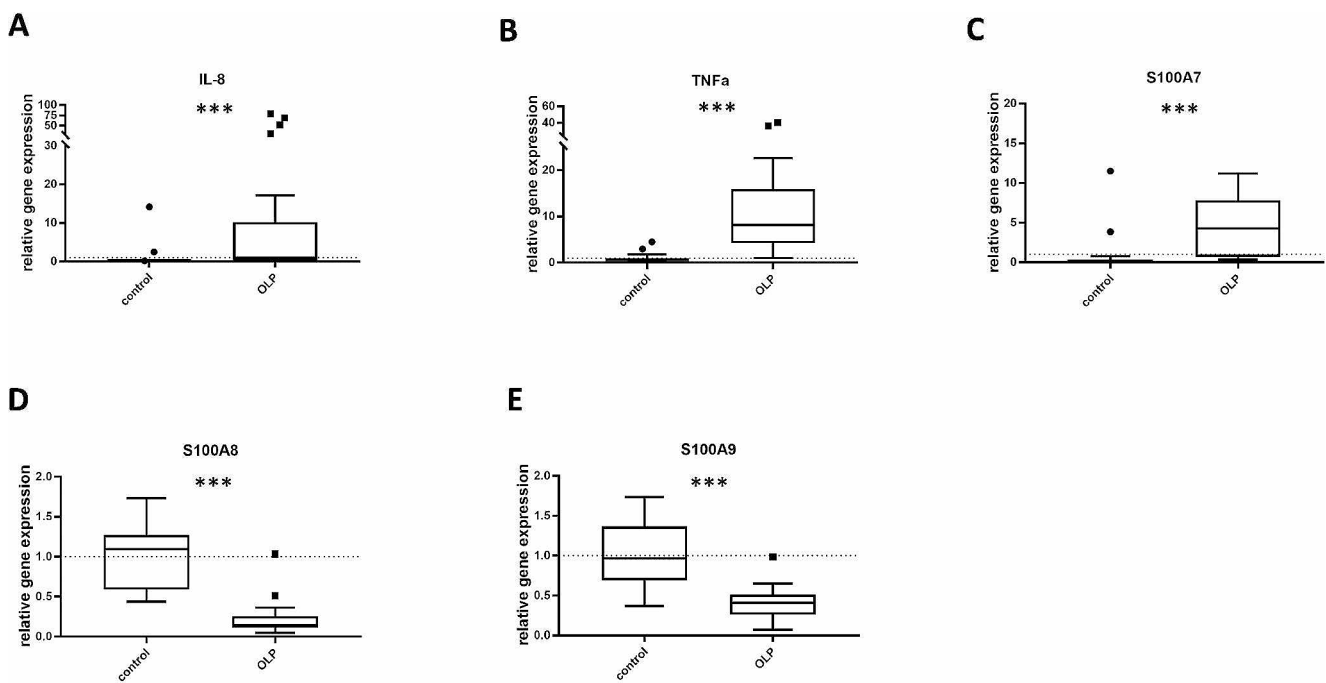 A
IL-8
***
relative gene expression
100
75
50
30
20
10
0
control
OLP
B
TNFa
***
relative gene expression
60
40
20
10
0
control
OLP
C
S100A7
***
relative gene expression
20
15
10
5
0
control
OLP
D
S100A8
***
relative gene expression
2.0
1.5
1.0
0.5
0.0
control
OLP
E
S100A9
***
relative gene expression
2.0
1.5
1.0
0.5
0.0
control
OLP